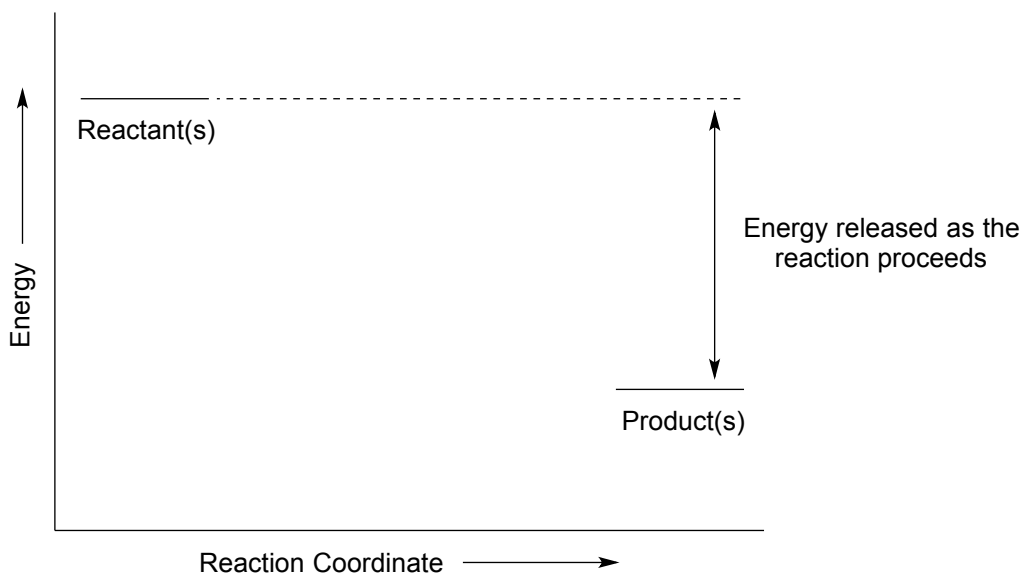 Reactant(s)
Energy released as the
reaction proceeds
Energy
Product(s)
Reaction Coordinate